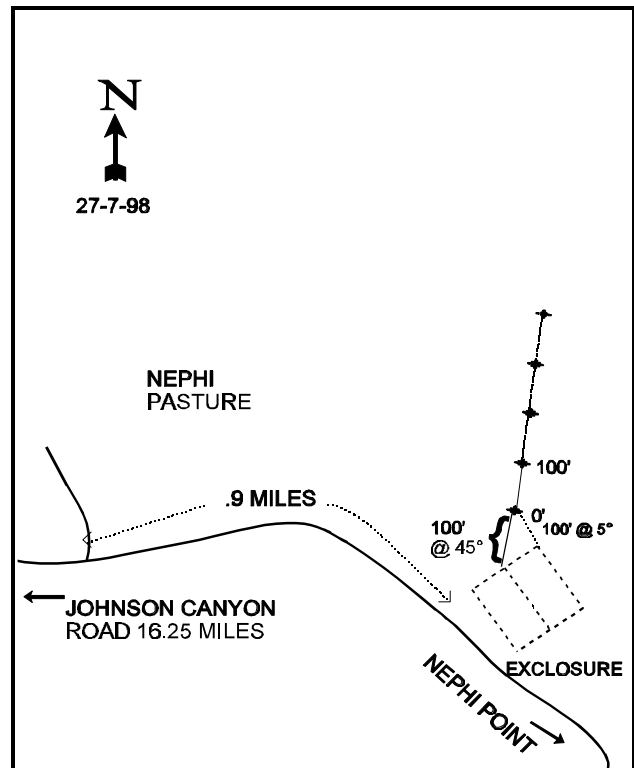 N
27-7-98
NEPHI
PASTURE
100'
.9 MILES
0'
100' @ 5°
100'
@ 45°
JOHNSON CANYON
ROAD 16.25 MILES
EXCLOSURE
NEPHI POINT